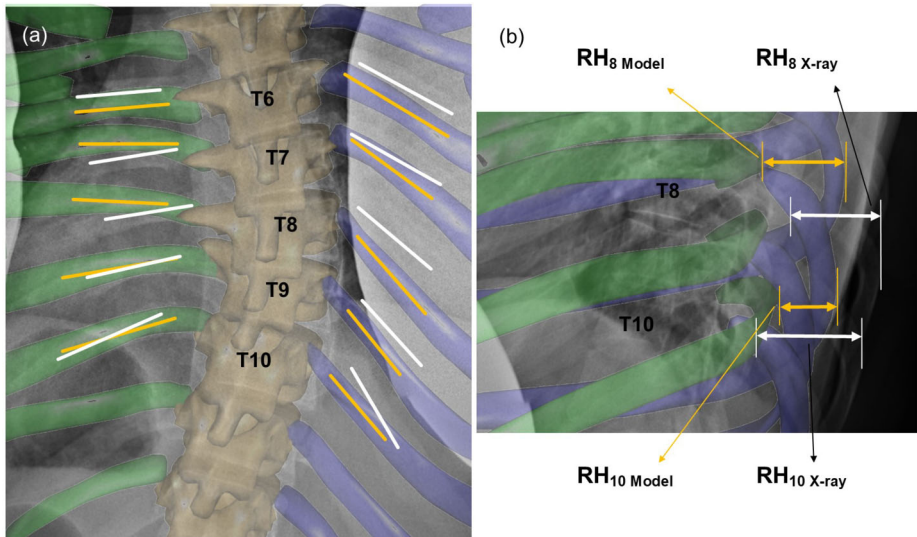 (a)
T6
T7
T8
T9
T10
(b)
RH8 Model
RH8 X-ray
T8
T10
RH10 Model
RH10 X-ray